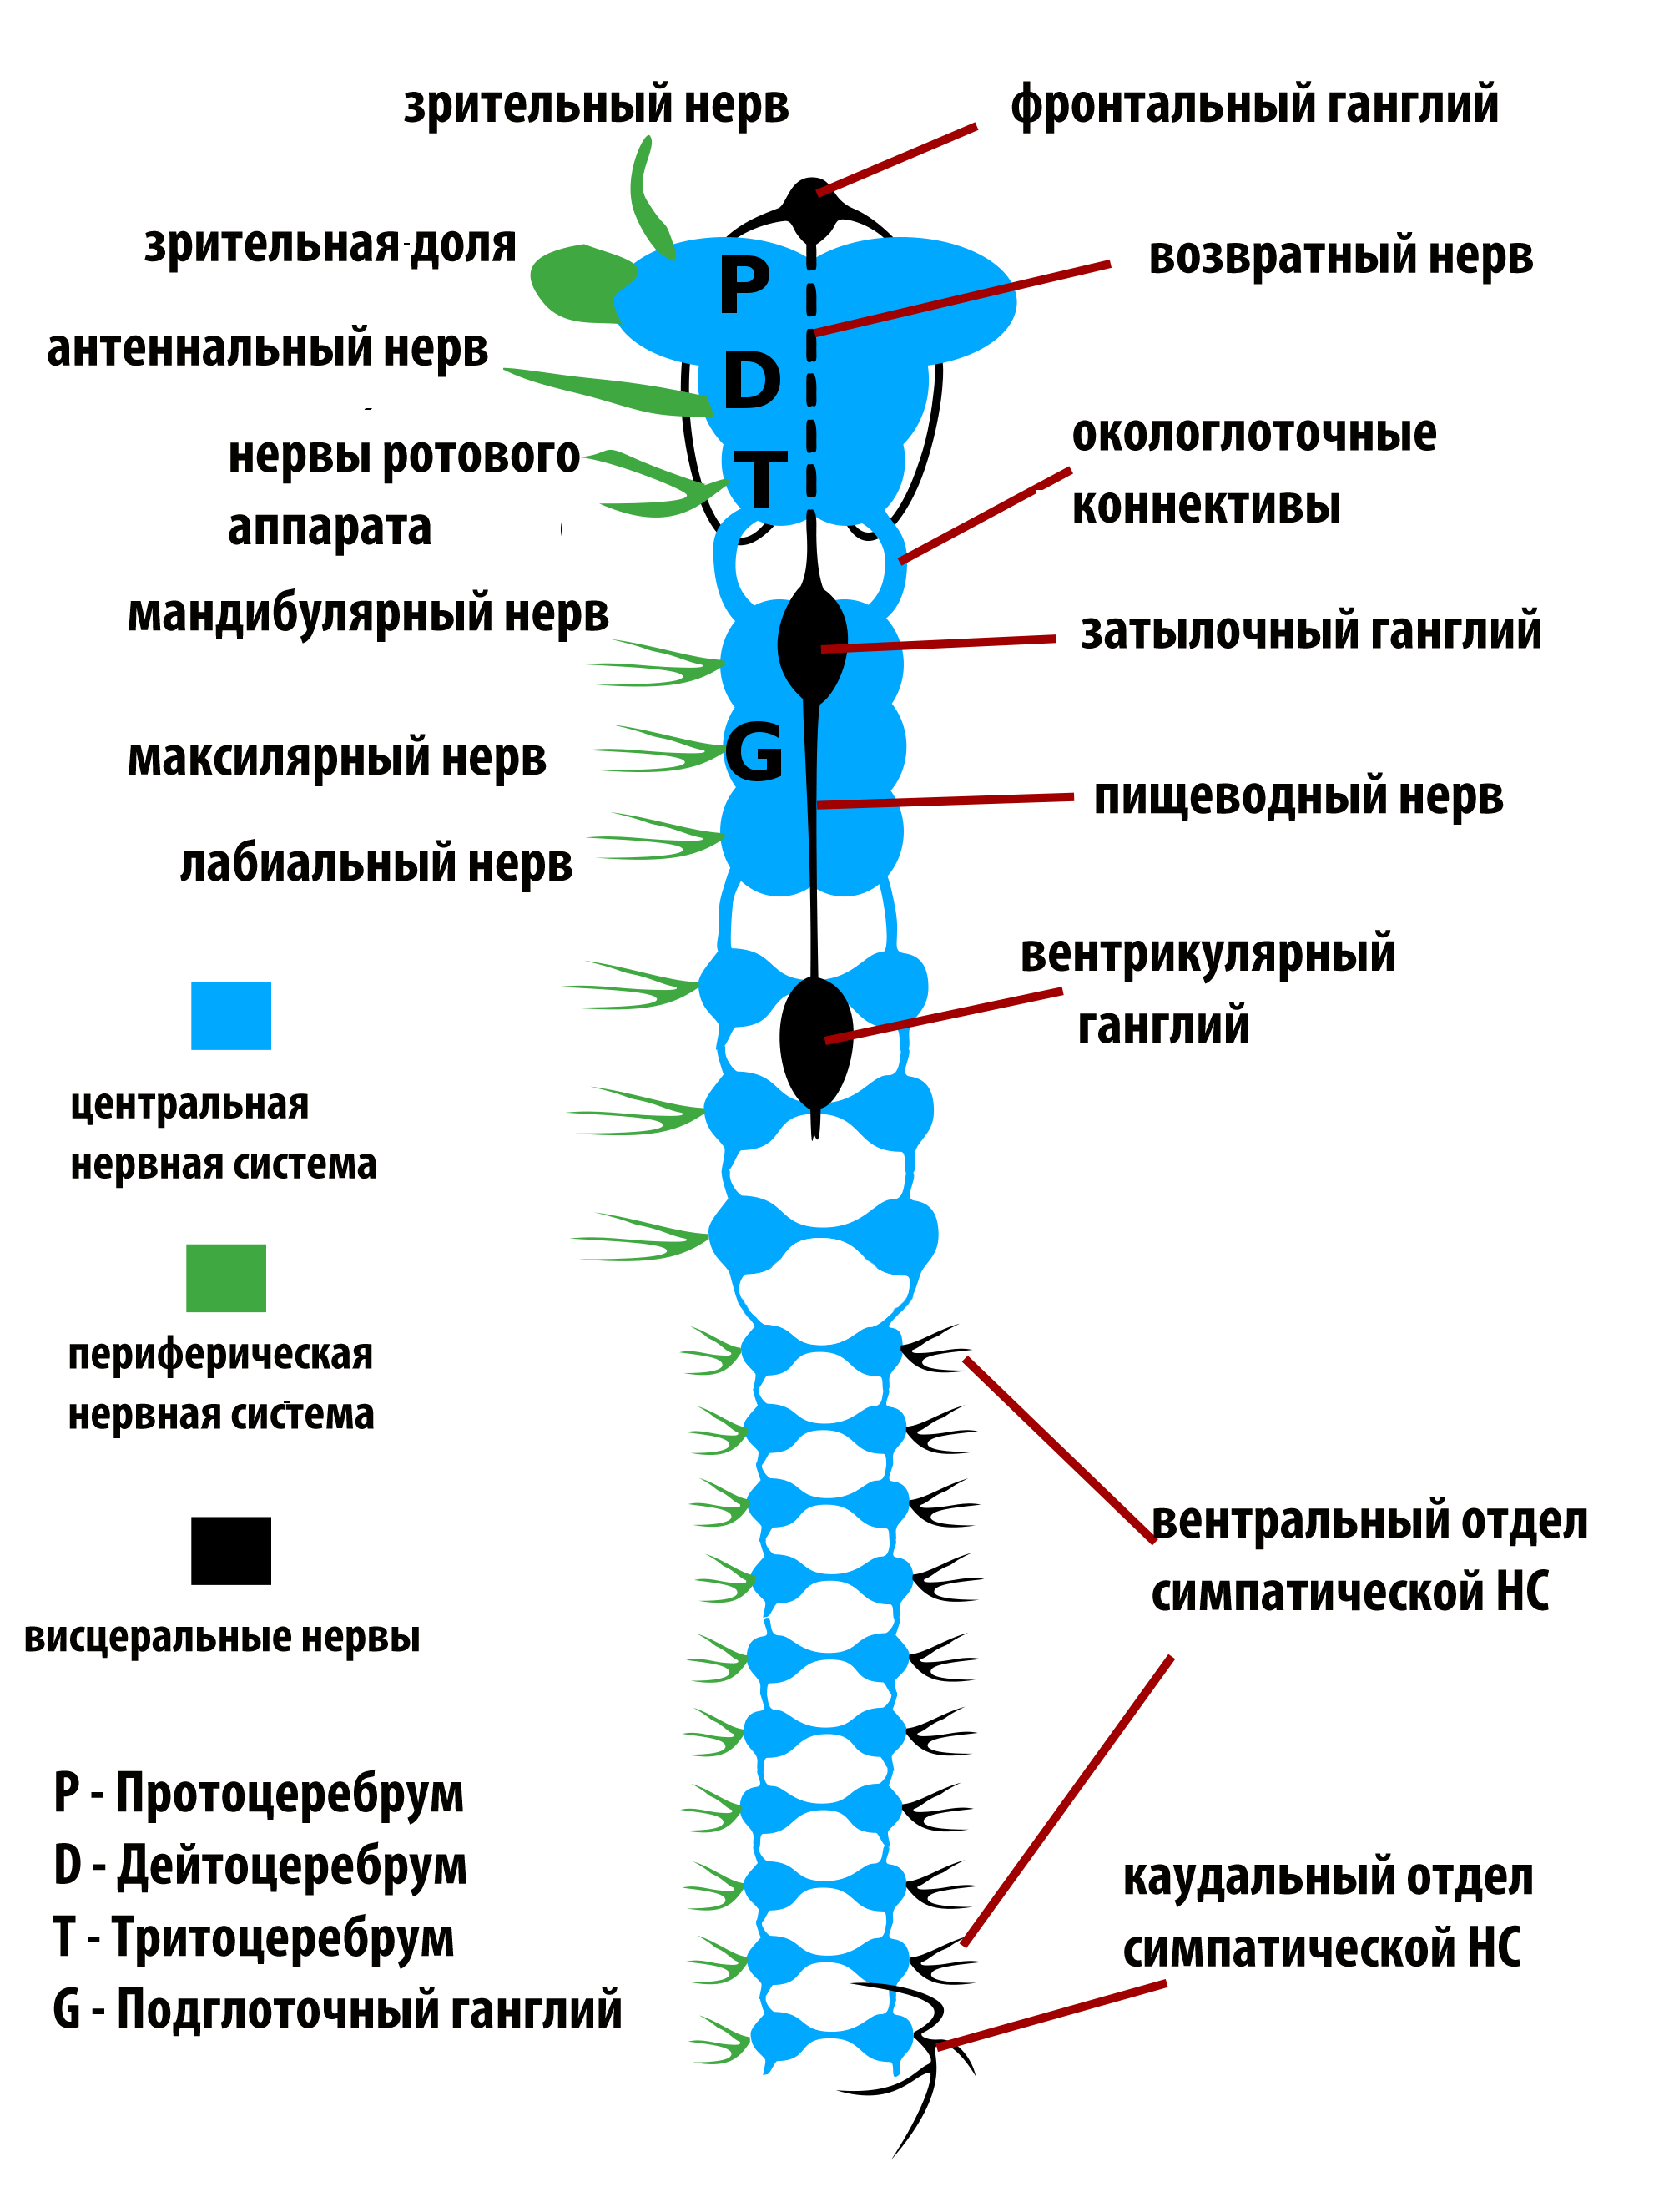 зрительный нерв
фронтальный ганглий
зрительная доля
возвратный нерв
антеннальный нерв
P
D
T
нервы ротового
аппарата
окологлоточные
коннективы
мандибулярный нерв
затылочный ганглий
G
максилярный нерв
пищеводный нерв
лабиальный нерв
вентрикулярный
ганглий
центральная
нервная система
периферическая
нервная система
вентральный отдел
симпатической НС
висцеральные нервы
каудальный отдел
симпатической НС
P - Протоцеребрум
D - Дейтоцеребрум
T - Тритоцеребрум
G - Подглоточный ганглий